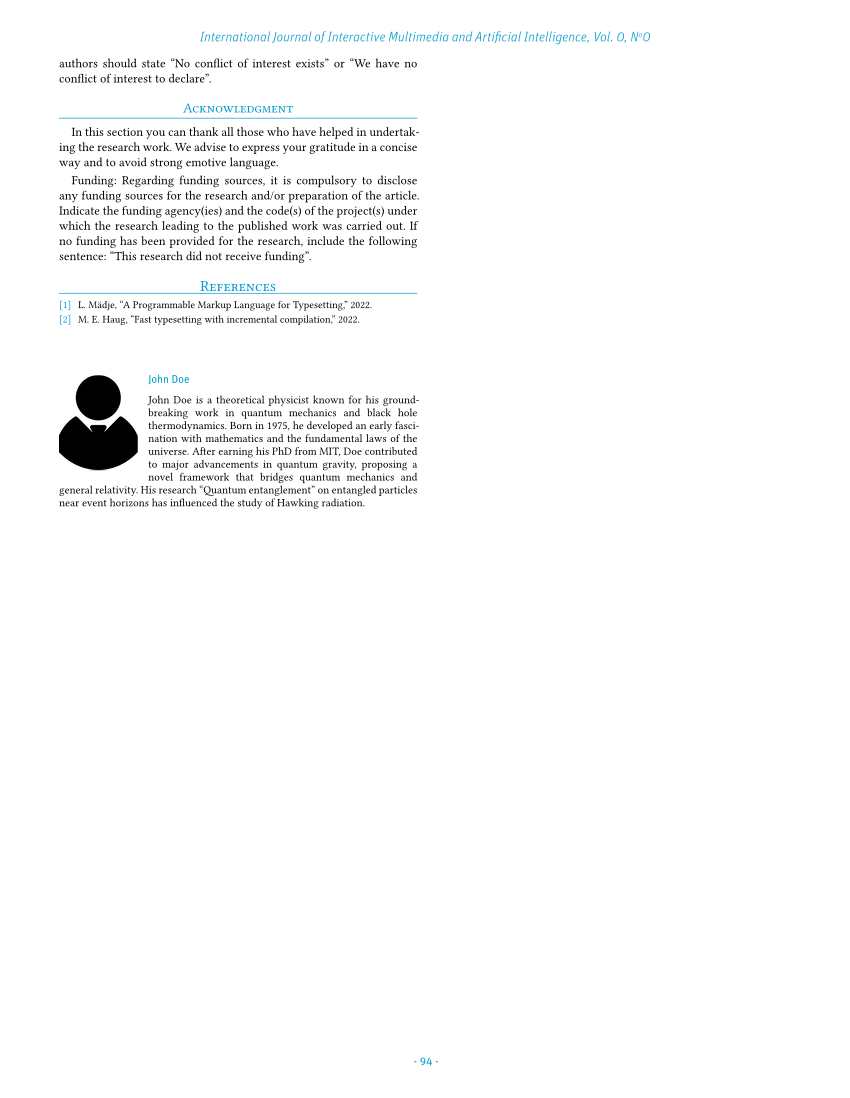 International Journal of Interactive Multimedia and Artificial Intelligence, Vol. 0, Nº0
authors should state “No conflict of interest exists” or “We have no
conflict of interest to declare”.
Acknowledgment
In this section you can thank all those who have helped in undertak-
ing the research work. We advise to express your gratitude in a concise
way and to avoid strong emotive language.
Funding: Regarding funding sources, it is compulsory to disclose
any funding sources for the research and/or preparation of the article.
Indicate the funding agency(ies) and the code(s) of the project(s) under
which the research leading to the published work was carried out. If
no funding has been provided for the research, include the following
sentence: “This research did not receive funding”.
References
[1] L. Mädje, “A Programmable Markup Language for Typesetting,” 2022.
[2] M. E. Haug, “Fast typesetting with incremental compilation,” 2022.
John Doe
John Doe is a theoretical physicist known for his ground-
breaking work in quantum mechanics and black hole
thermodynamics. Born in 1975, he developed an early fasci-
nation with mathematics and the fundamental laws of the
universe. After earning his PhD from MIT, Doe contributed
to major advancements in quantum gravity, proposing a
novel framework that bridges quantum mechanics and
general relativity. His research “Quantum entanglement” on entangled particles
near event horizons has influenced the study of Hawking radiation.
- 94 -